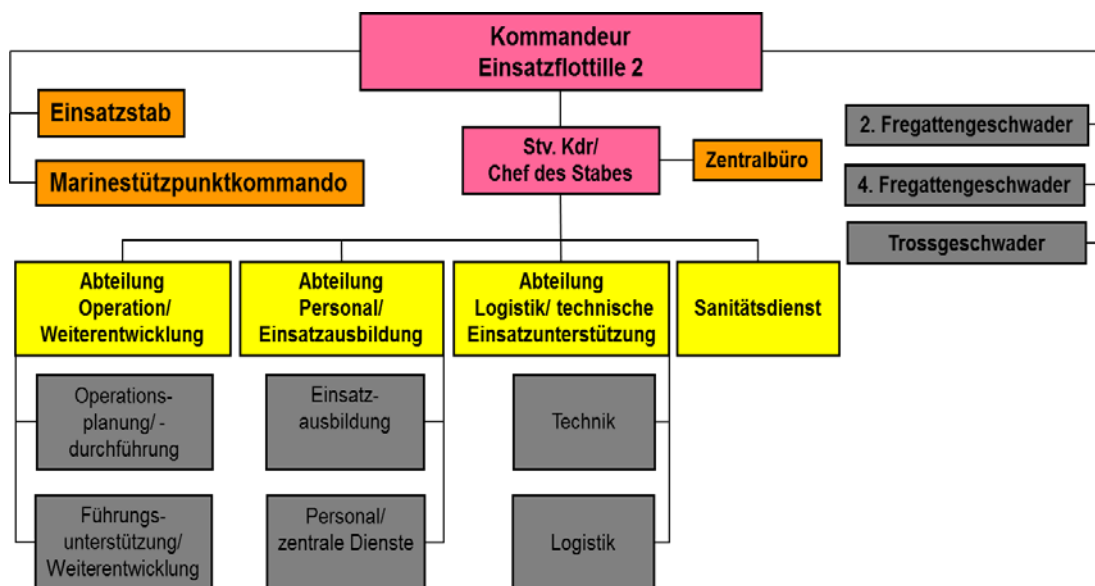 Kommandeur
Einsatzflottille 2
Einsatzstab
Marinestützpunktkommando
Stv. Kdr/
Chef des Stabes
Zentralbüro
2. Fregattengeschwader
4. Fregattengeschwader
Trossgeschwader
Abteilung
Operation/
Weiterentwicklung
Abteilung
Personal/
Einsatzausbildung
Abteilung
Logistik/ technische
Einsatzunterstützung
Sanitätsdienst
Operations-
planung/ -
durchführung
Einsatz-
ausbildung
Technik
Führungs-
unterstützung/
Weiterentwicklung
Personal/
zentrale Dienste
Logistik